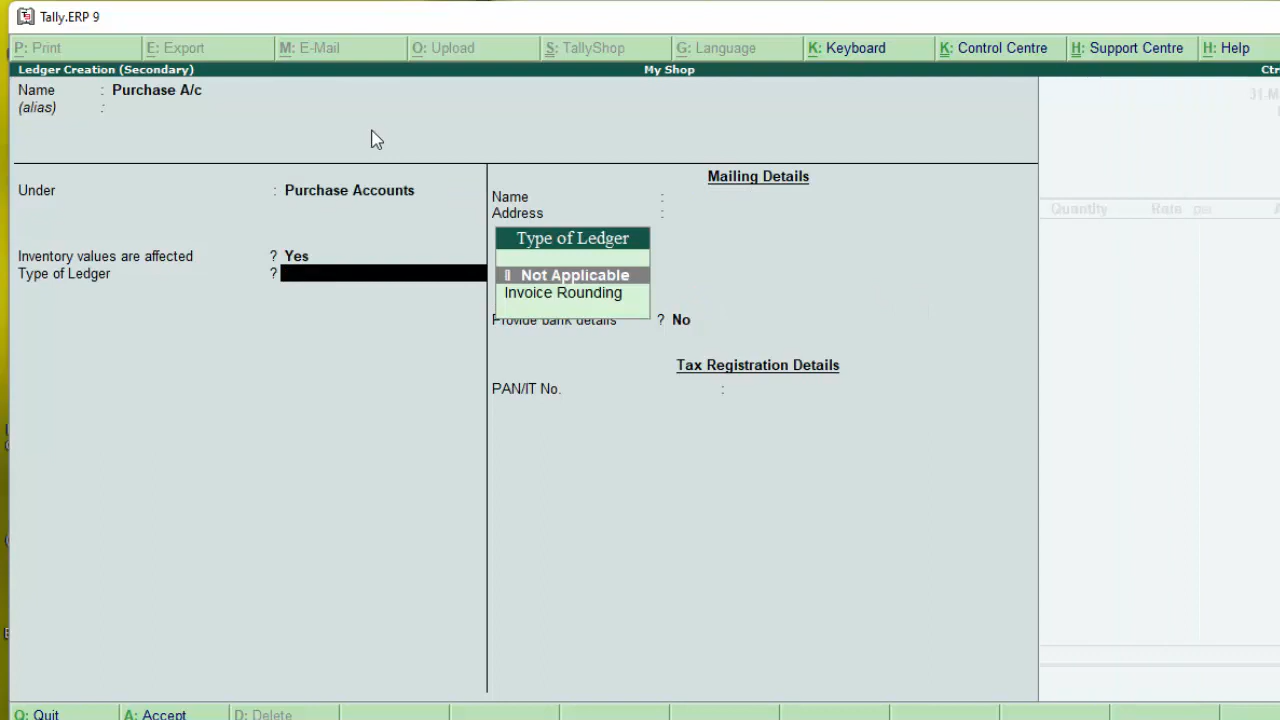 Tally.ERP 9
P: Print E: Export M: E-Mail O: Upload S: TallyShop G: Language K: Keyboard K: Control Centre H: Support Centre H: Help
Ledger Creation (Secondary) My Shop Ctr
Name : Purchase A/c
(alias) :
31-M
Under : Purchase Accounts
Mailing Details
Name :
Address :
Quantity Rate per A
Type of Ledger
Inventory values are affected ? Yes
Type of Ledger ?
Not Applicable
Invoice Rounding
Provide bank details ? No
Tax Registration Details
PAN/IT No. :
Q: Quit A: Accept D: Delete